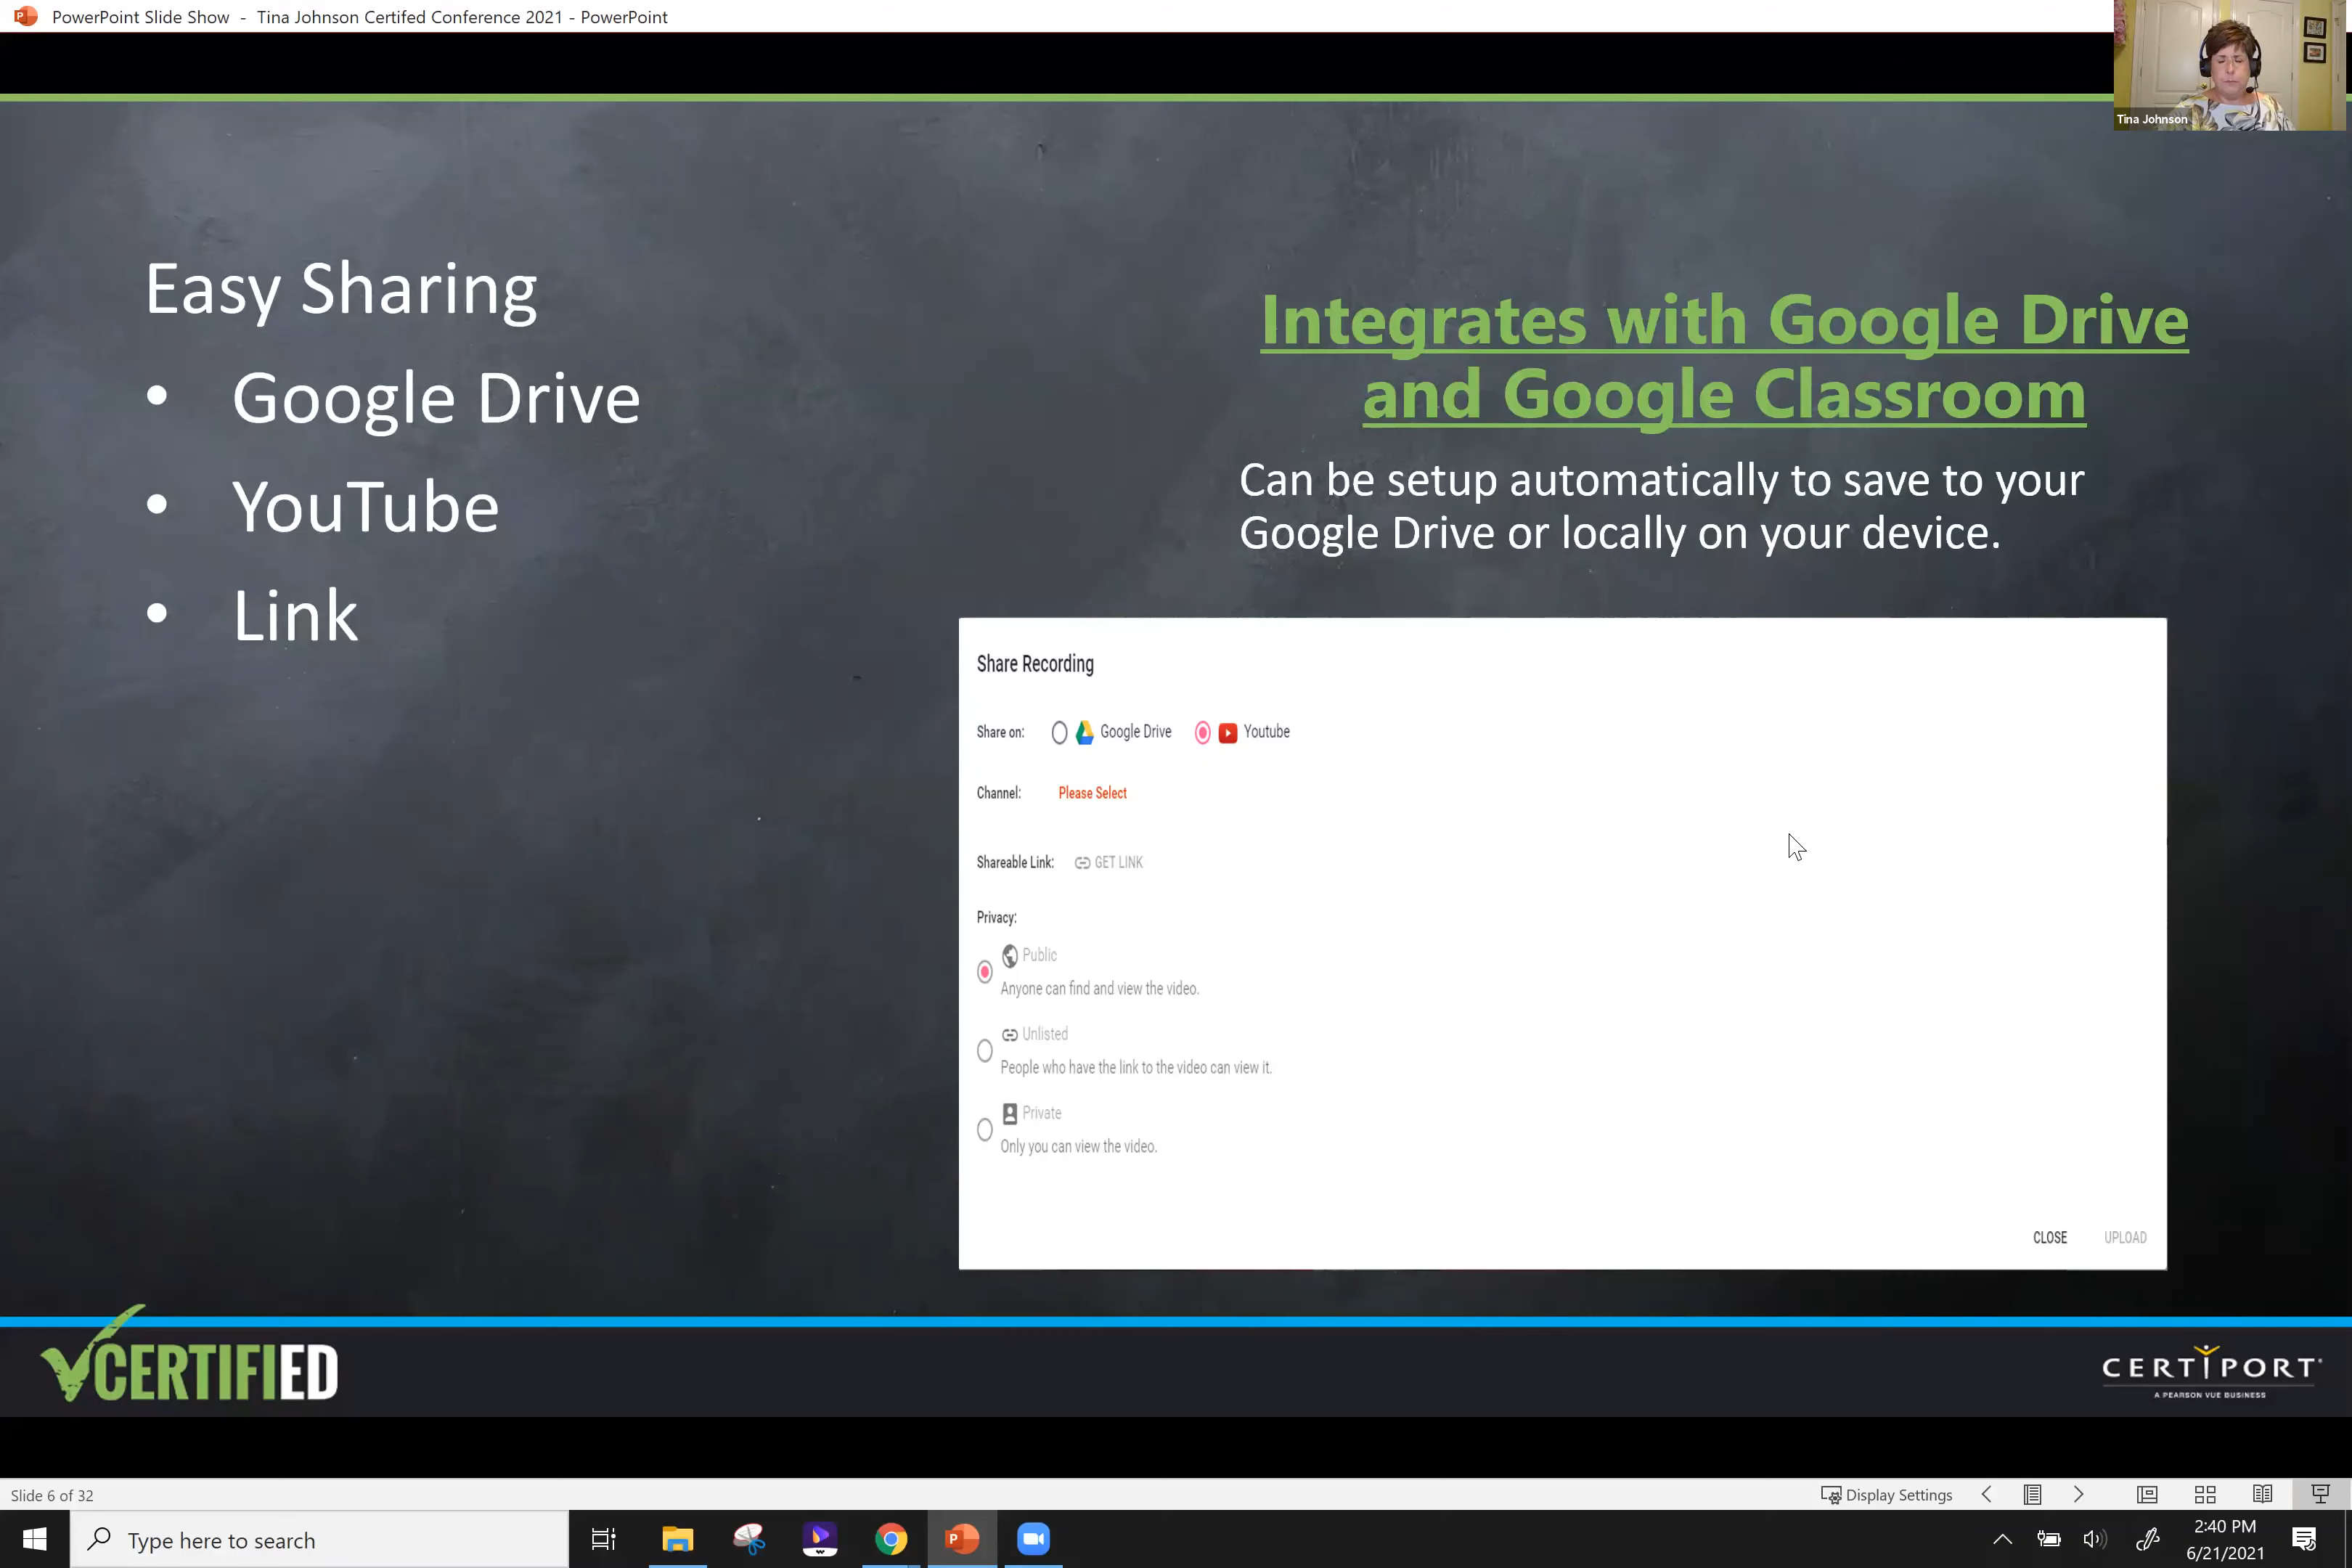 PowerPoint Slide Show - Tina Johnson Certifed Conference 2021 - PowerPoint
Tina Johnson
Easy Sharing
• Google Drive
• YouTube
• Link
Integrates with Google Drive
and Google Classroom
Can be setup automatically to save to your
Google Drive or locally on your device.
Share Recording
Share on: Google Drive Youtube
Channel: Please Select
Shareable Link: GET LINK
Privacy:
Public
Anyone can find and view the video.
Unlisted
People who have the link to the video can view it.
Private
Only you can view the video.
CLOSE UPLOAD
CERTIFIED
CERTIPORT
A PEARSON VUE BUSINESS
Slide 6 of 32
Display Settings
Type here to search
2:40 PM
6/21/2021